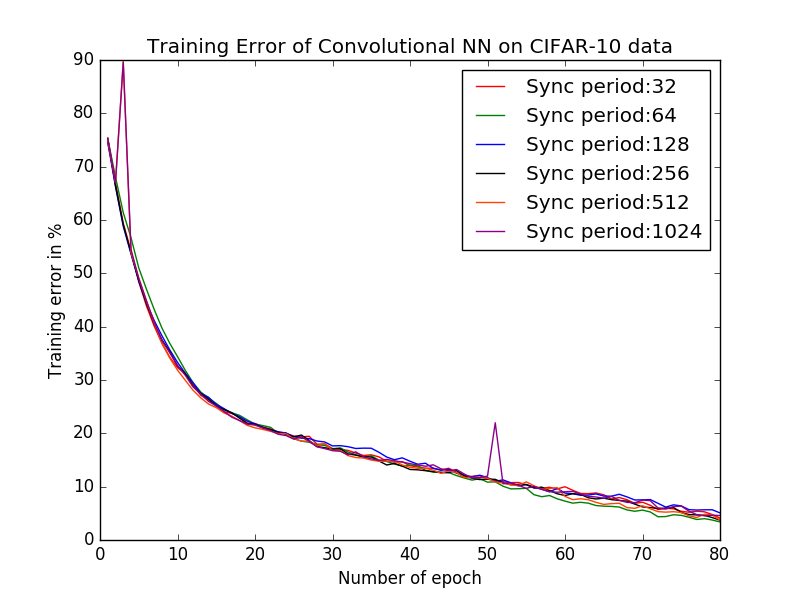 Training Error of Convolutional NN on CIFAR-10 data
Sync period:32
Sync period:64
Sync period:128
Sync period:256
Sync period:512
Sync period:1024
Training error in %
90
80
70
60
50
40
30
20
10
0
0 10 20 30 40 50 60 70 80
Number of epoch